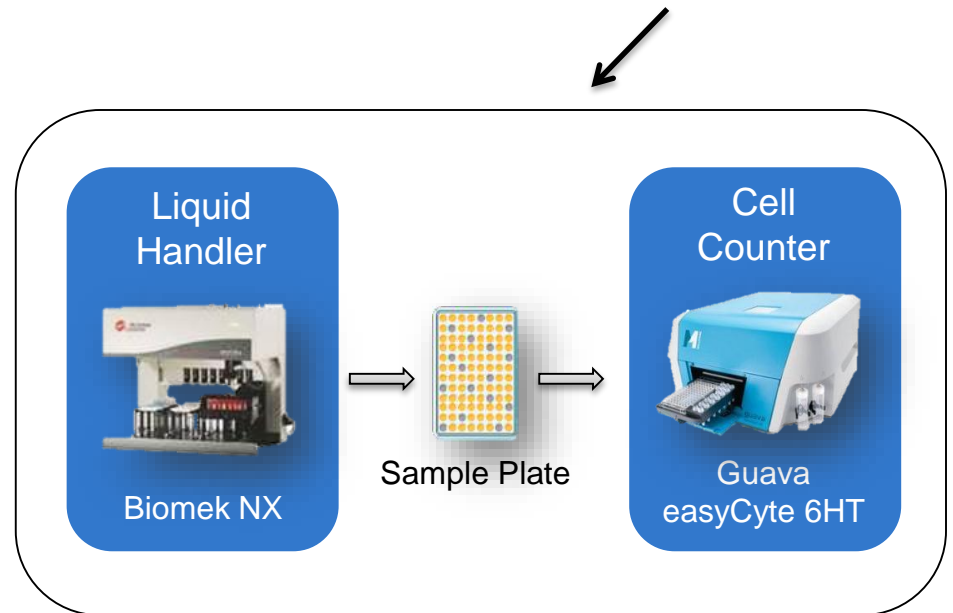 Liquid
Handler
Cell
Counter
Sample Plate
Biomek NX
Guava
easyCyte 6HT